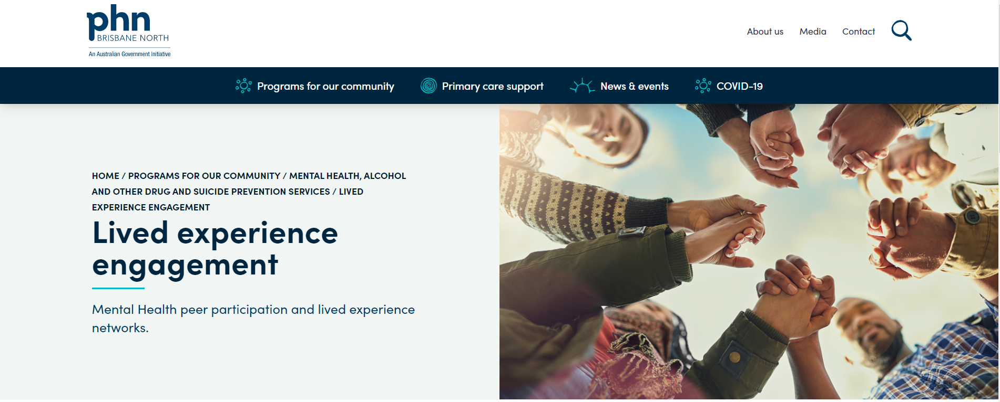 phn
BRISBANE NORTH
An Australian Government Initiative
About us Media Contact
Programs for our community Primary care support News & events COVID-19
HOME / PROGRAMS FOR OUR COMMUNITY / MENTAL HEALTH, ALCOHOL
AND OTHER DRUG AND SUICIDE PREVENTION SERVICES / LIVED
EXPERIENCE ENGAGEMENT
Lived experience
engagement
Mental Health peer participation and lived experience
networks.